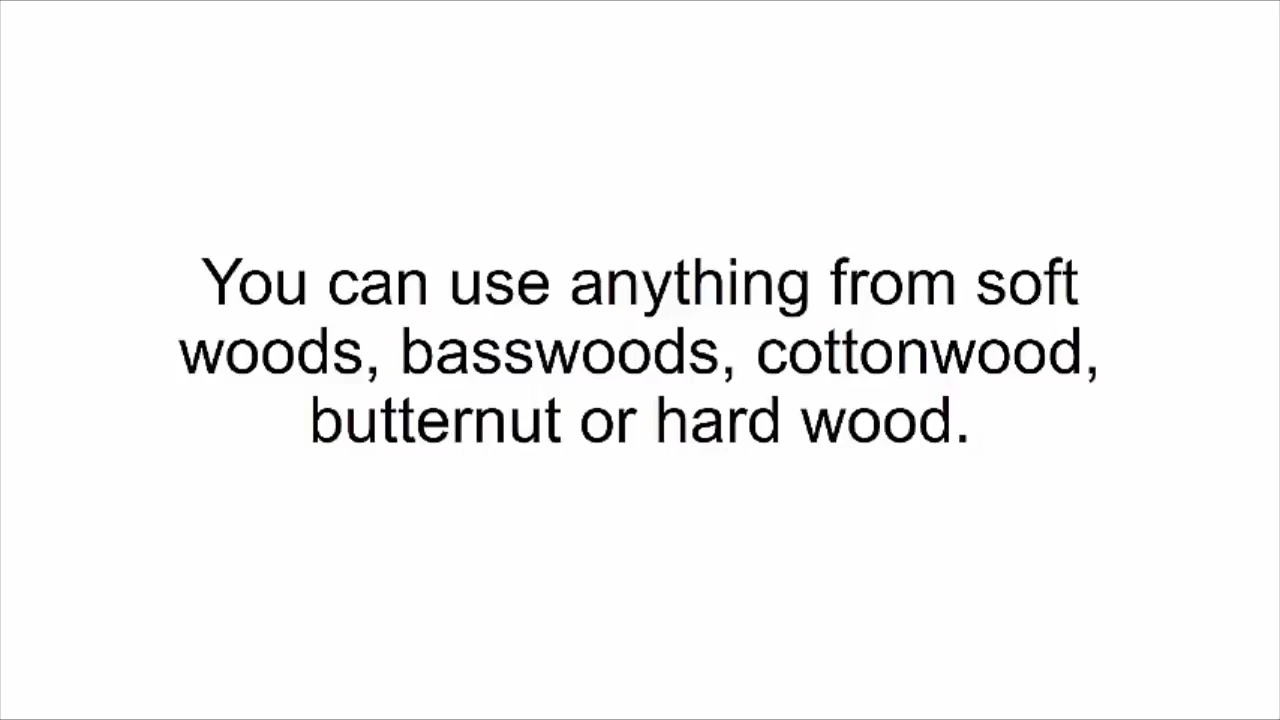 You can use anything from soft
woods, basswoods, cottonwood,
butternut or hard wood.